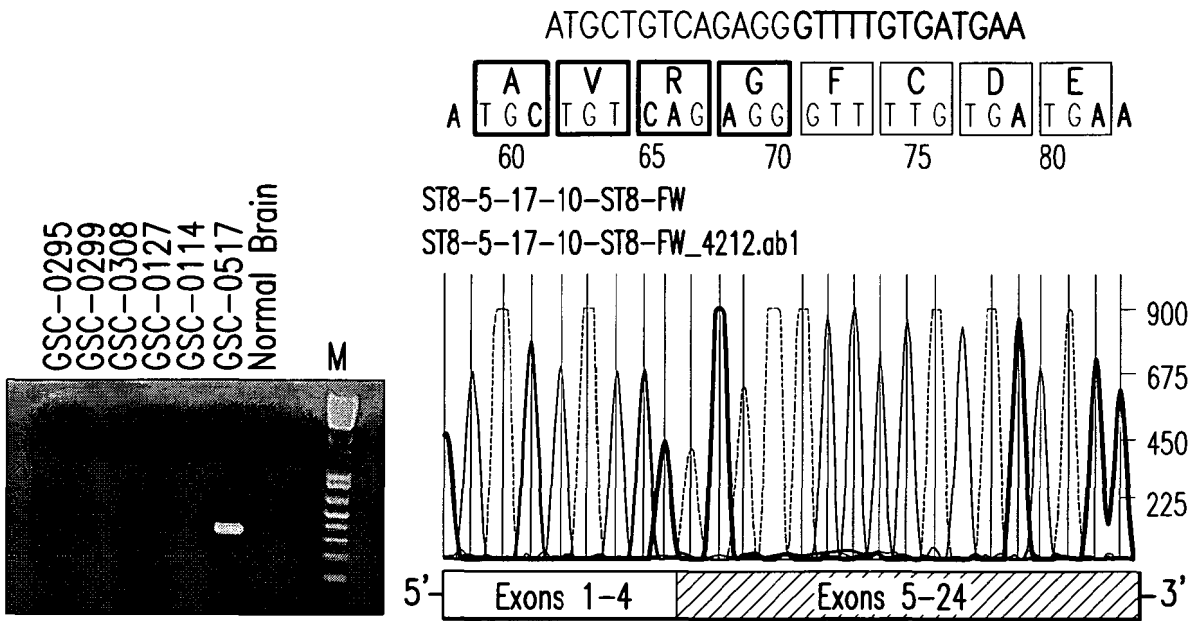 ATGCTGTCAGAGGGTTTTGTGATGAA
A V R G F C D E
A TGC TGT CAG AGG GTT TTG TGA TGA A
60 65 70 75 80
ST8-5-17-10-ST8-FW
ST8-5-17-10-ST8-FW_4212.ab1
GSC-0295
GSC-0299
GSC-0308
GSC-0127
GSC-0114
GSC-0517
Normal Brain
M
900
675
450
225
5'- Exons 1-4 Exons 5-24 -3'